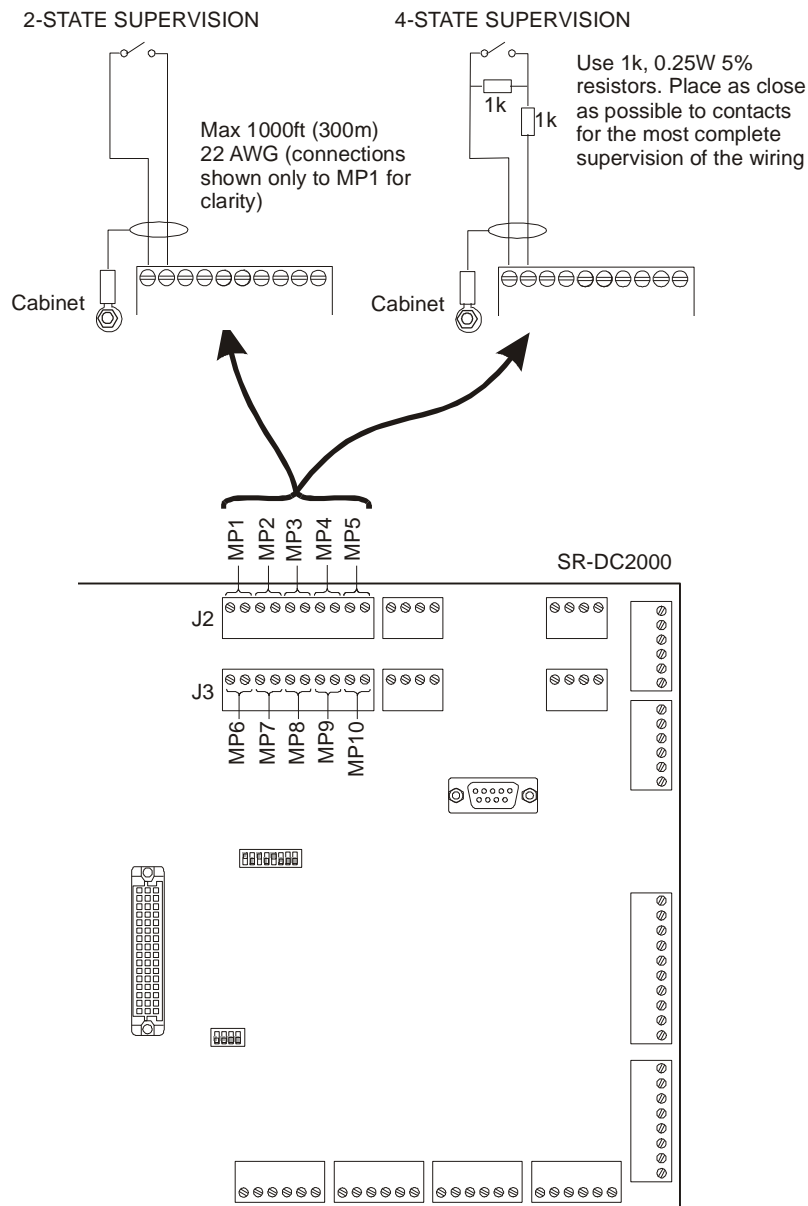 2-STATE SUPERVISION
4-STATE SUPERVISION
Use 1k, 0.25W 5%
resistors. Place as close
as possible to contacts
for the most complete
supervision of the wiring
1k
1k
Max 1000ft (300m)
22 AWG (connections
shown only to MP1 for
clarity)
Cabinet
Cabinet
MP1
MP2
MP3
MP4
MP5
SR-DC2000
J2
J3
MP6
MP7
MP8
MP9
MP10